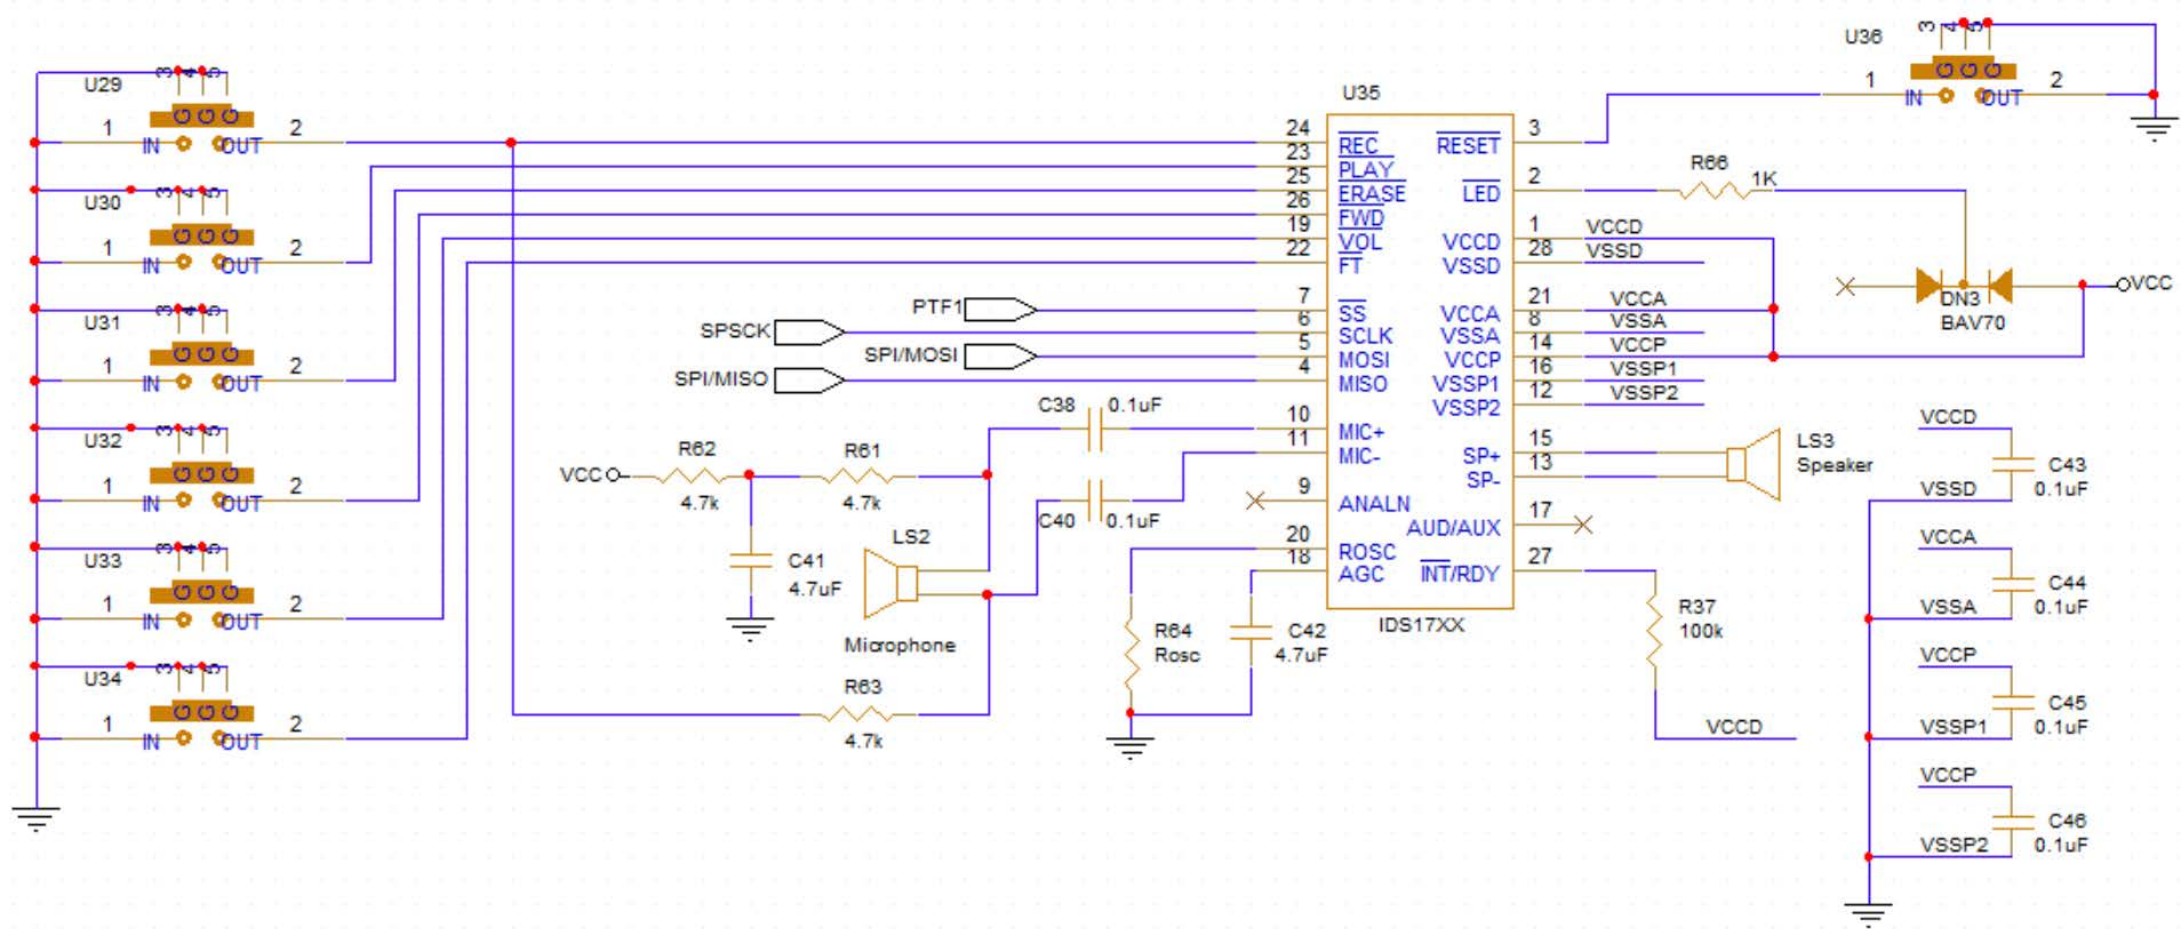 U36
3 4 5
G G G
1 IN OUT 2
U29
3 4 5
G G G
1 IN OUT 2
U30
3 4 5
G G G
1 IN OUT 2
U31
3 4 5
G G G
1 IN OUT 2
U32
3 4 5
G G G
1 IN OUT 2
U33
3 4 5
G G G
1 IN OUT 2
U34
3 4 5
G G G
1 IN OUT 2
U35
24 REC RESET 3
23 PLAY
25 ERASE LED 2
26 FWD
19 VOL VCCD 1 VCCD
22 FT VSSD 28 VSSD
PTF1 7 SS VCCA 21 VCCA
SPSCK 6 SCLK VSSA 8 VSSA
SPI/MOSI 5 MOSI VCCP 14 VCCP
SPI/MISO 4 MISO VSSP1 16 VSSP1
VSSP2 12 VSSP2
10 MIC+ SP+ 15
11 MIC- SP- 13
9 ANALN AUD/AUX 17
20 ROSC
18 AGC INT/RDY 27
IDS17XX
R66
1K
DN3
BAV70
VCC
C38 0.1uF
C40 0.1uF
VCC
R62
4.7k
R61
4.7k
C41
4.7uF
LS2
Microphone
R63
4.7k
R64
Rosc
C42
4.7uF
LS3
Speaker
R37
100k
VCCD
VCCD
C43
0.1uF
VSSD
VCCA
C44
0.1uF
VSSA
VCCP
C45
0.1uF
VSSP1
VCCP
C46
0.1uF
VSSP2